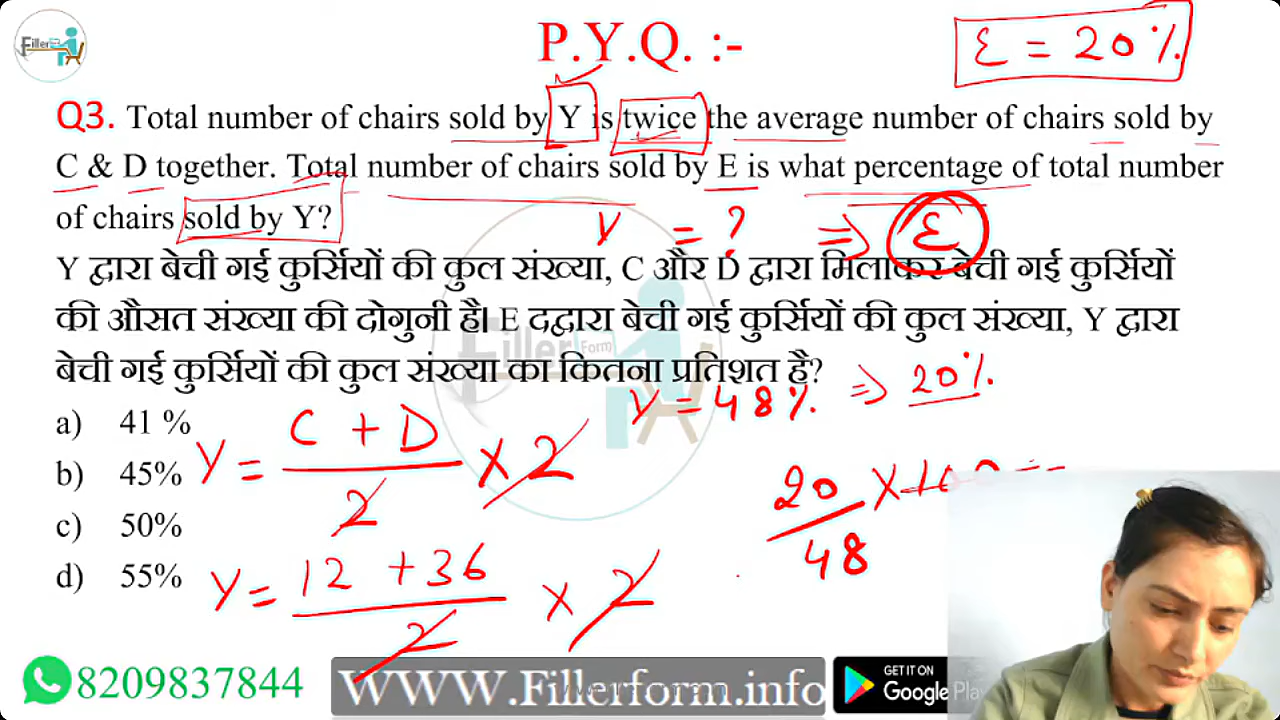 Filler Form
P.Y.Q. :-
Ɛ = 20%
Q3. Total number of chairs sold by Y is twice the average number of chairs sold by
C & D together. Total number of chairs sold by E is what percentage of total number
of chairs sold by Y?
Y = ? ⇒ Ɛ
Y द्वारा बेची गई कुर्सियों की कुल संख्या, C और D द्वारा मिलाकर बेची गई कुर्सियों
की औसत संख्या की दोगुनी है। E दद्वारा बेची गई कुर्सियों की कुल संख्या, Y द्वारा
बेची गई कुर्सियों की कुल संख्या का कितना प्रतिशत है?
Y = 48% ⇒ 20%
a) 41 %
b) 45%
c) 50%
d) 55%
Y = C + D / 2 × 2
20 / 48 × 100 =
Y = 12 + 36 / 2 × 2
8209837844
WWW.Fillerform.info
GET IT ON
Google Play